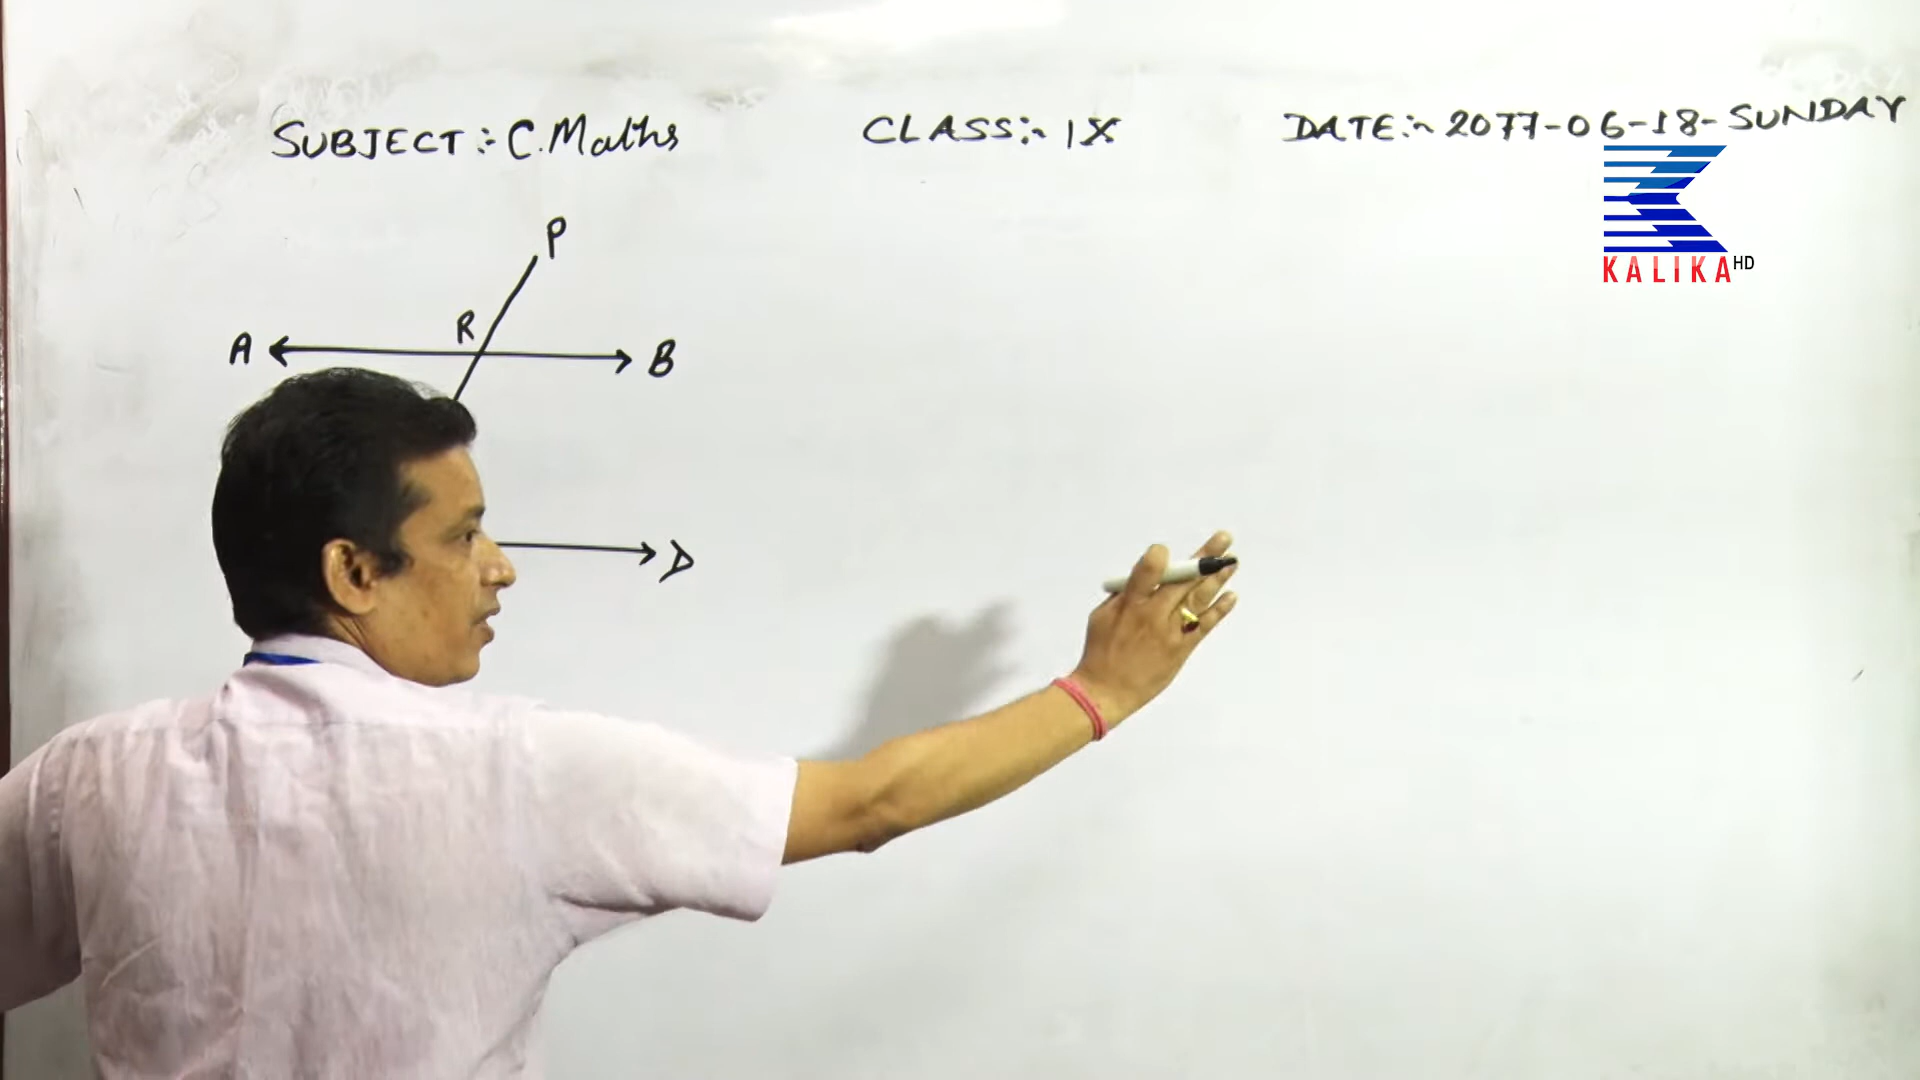 SUBJECT :- C.Maths CLASS:- IX DATE:- 2077-06-18-SUNDAY
KALIKA HD
P
R
A B
D